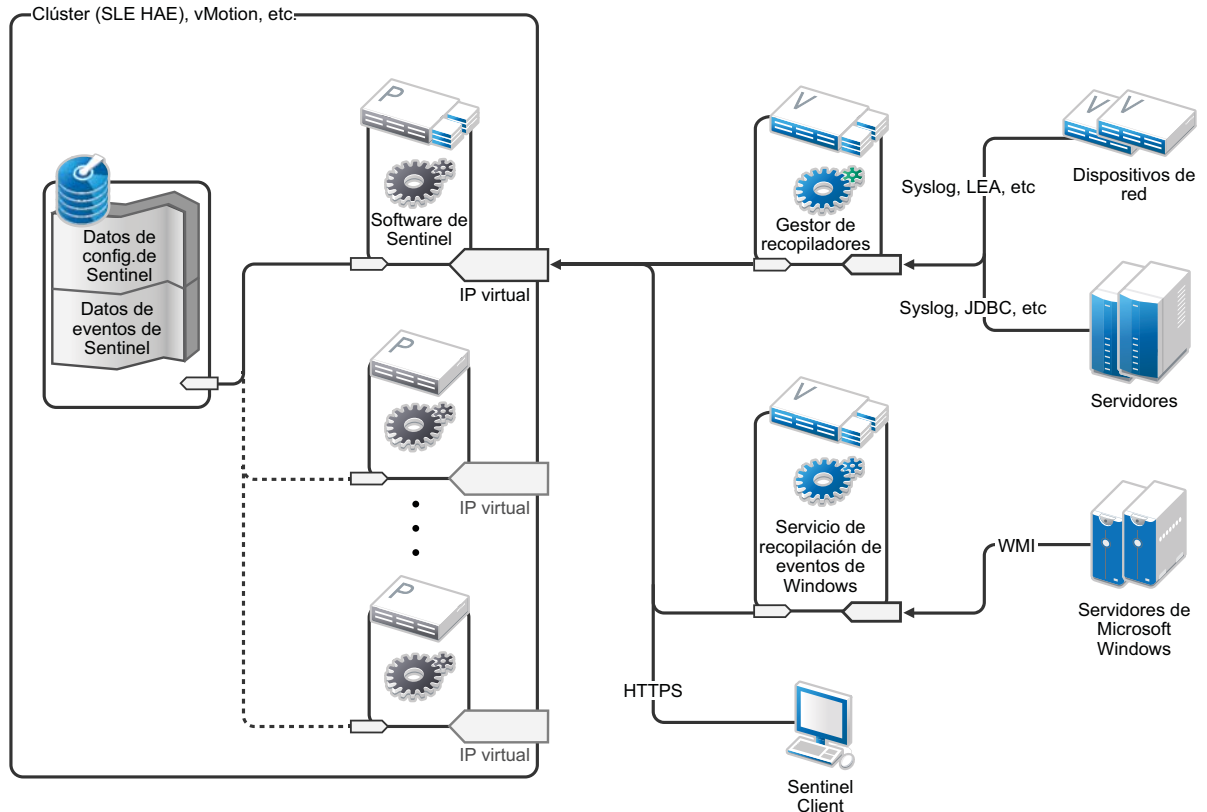 Clúster (SLE HAE), vMotion, etc.
P
Software de
Sentinel
IP virtual
Datos de
config.de
Sentinel
Datos de
eventos de
Sentinel
P
IP virtual
P
IP virtual
V
Gestor de
recopiladores
Syslog, LEA, etc
V
V
Dispositivos de
red
Syslog, JDBC, etc
Servidores
V
Servicio de
recopilación de
eventos de
Windows
WMI
Servidores de
Microsoft
Windows
HTTPS
Sentinel
Client